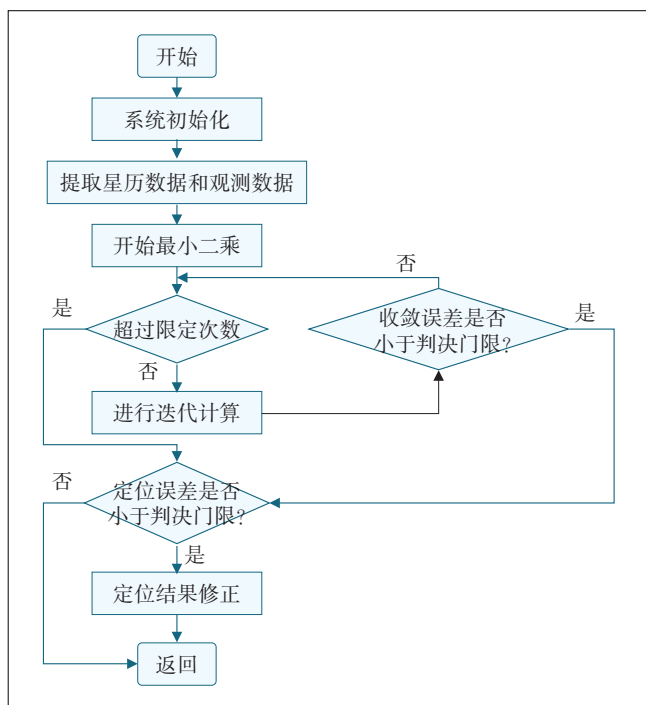 开始
系统初始化
提取星历数据和观测数据
开始最小二乘
否
是
超过限定次数
收敛误差是否
小于判决门限?
是
否
进行迭代计算
否
定位误差是否
小于判决门限?
是
定位结果修正
返回